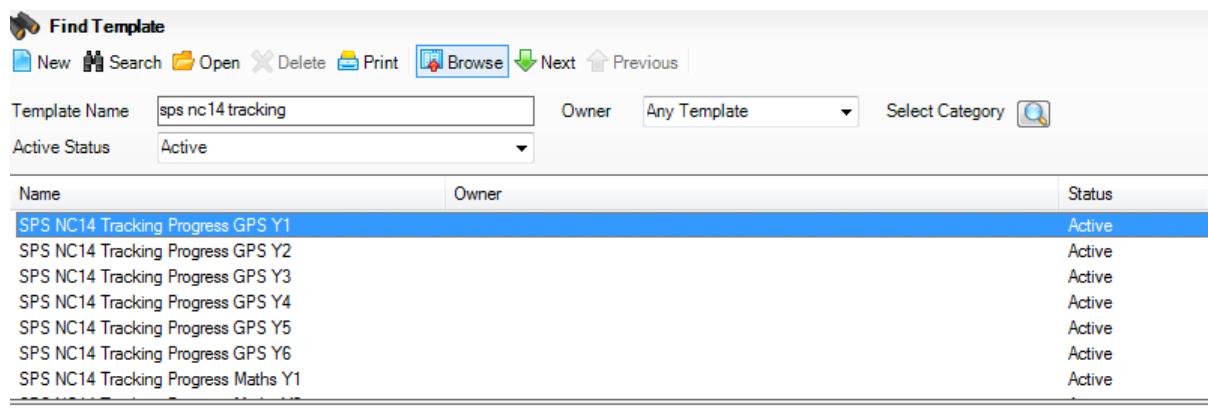 Find Template
New Search Open Delete Print Browse Next Previous
Template Name sps nc14 tracking Owner Any Template Select Category
Active Status Active
Name Owner Status
SPS NC14 Tracking Progress GPS Y1 Active
SPS NC14 Tracking Progress GPS Y2 Active
SPS NC14 Tracking Progress GPS Y3 Active
SPS NC14 Tracking Progress GPS Y4 Active
SPS NC14 Tracking Progress GPS Y5 Active
SPS NC14 Tracking Progress GPS Y6 Active
SPS NC14 Tracking Progress Maths Y1 Active